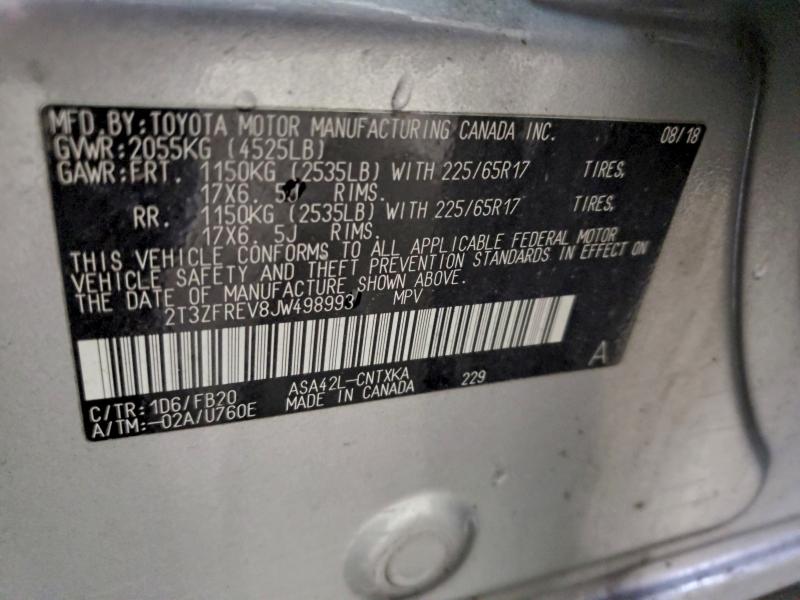 MFD. BY: TOYOTA MOTOR MANUFACTURING CANADA INC. 08/18
GVWR: 2055KG (4525LB)
GAWR: FRT. 1150KG (2535LB) WITH 225/65R17 TIRES,
17X6. 5J RIMS.
RR. 1150KG (2535LB) WITH 225/65R17 TIRES,
17X6. 5J RIMS.
THIS VEHICLE CONFORMS TO ALL APPLICABLE FEDERAL MOTOR
VEHICLE SAFETY AND THEFT PREVENTION STANDARDS IN EFFECT ON
THE DATE OF MANUFACTURE SHOWN ABOVE.
2T3ZFREV8JW498993 MPV
A
C/TR: 1D6/FB20 ASA42L-CNTXKA 229
A/TM: -02A/U760E MADE IN CANADA